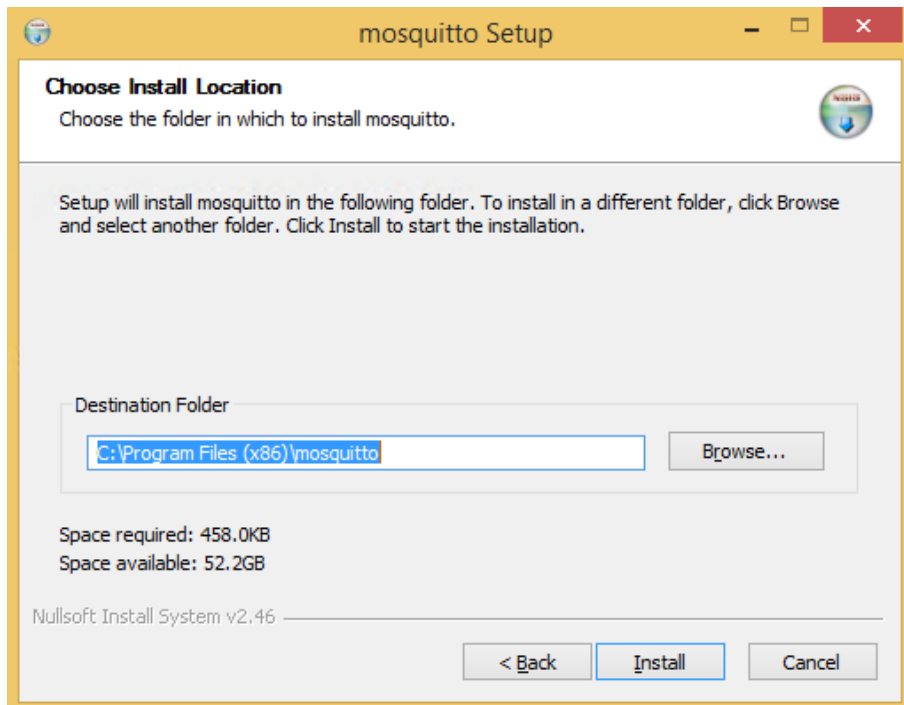 mosquitto Setup
Choose Install Location
Choose the folder in which to install mosquitto.
Setup will install mosquitto in the following folder. To install in a different folder, click Browse
and select another folder. Click Install to start the installation.
Destination Folder
C:\Program Files (x86)\mosquitto
Browse...
Space required: 458.0KB
Space available: 52.2GB
Nullsoft Install System v2.46
< Back
Install
Cancel